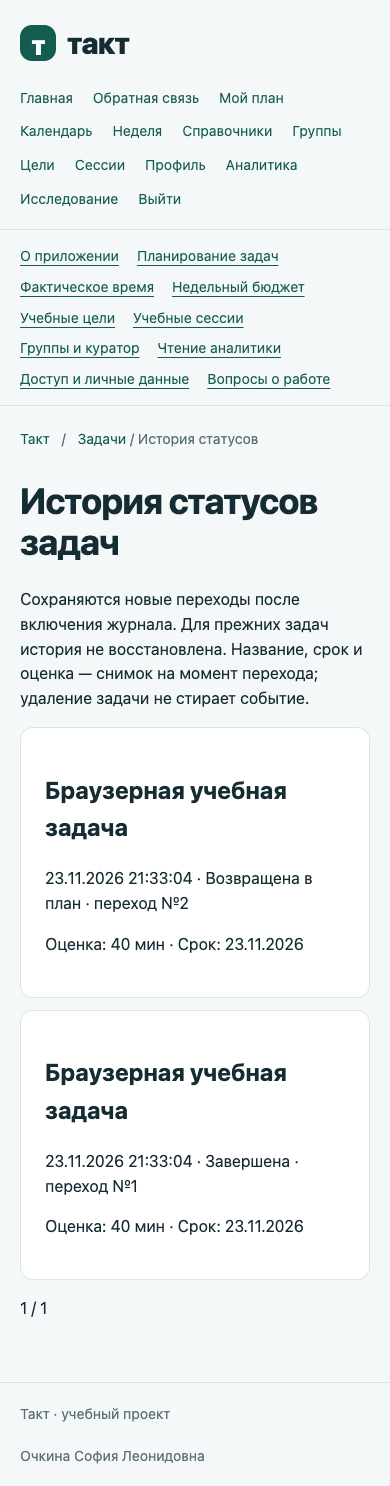 т такт
Главная Обратная связь Мой план
Календарь Неделя Справочники Группы
Цели Сессии Профиль Аналитика
Исследование Выйти
О приложении Планирование задач
Фактическое время Недельный бюджет
Учебные цели Учебные сессии
Группы и куратор Чтение аналитики
Доступ и личные данные Вопросы о работе
Такт / Задачи / История статусов
История статусов
задач
Сохраняются новые переходы после
включения журнала. Для прежних задач
история не восстановлена. Название, срок и
оценка — снимок на момент перехода;
удаление задачи не стирает событие.
Браузерная учебная
задача
23.11.2026 21:33:04 · Возвращена в
план · переход №2
Оценка: 40 мин · Срок: 23.11.2026
Браузерная учебная
задача
23.11.2026 21:33:04 · Завершена ·
переход №1
Оценка: 40 мин · Срок: 23.11.2026
1 / 1
Такт · учебный проект
Очкина София Леонидовна